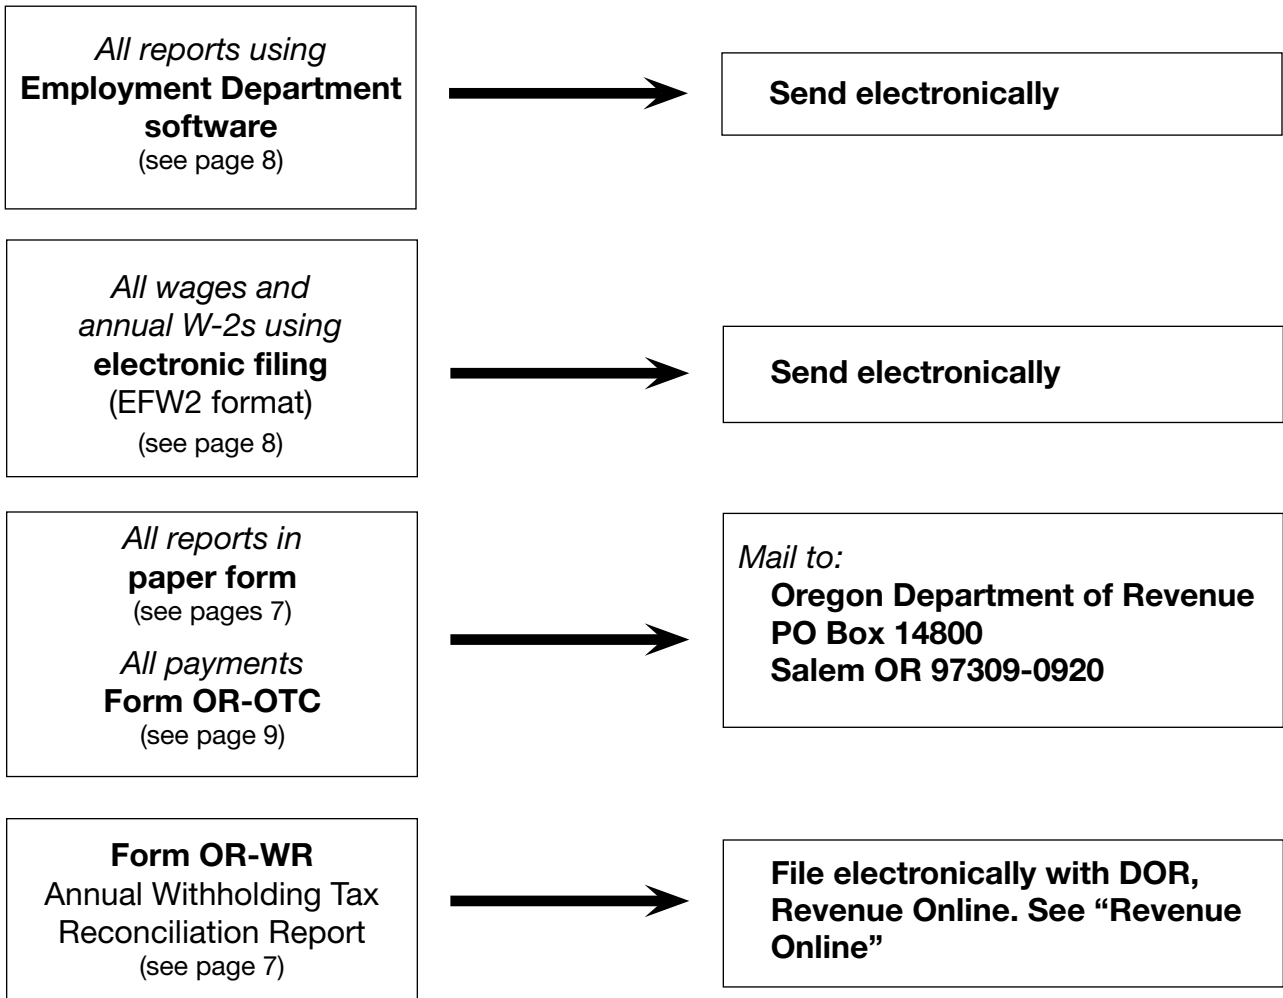 All reports using
Employment Department
software
(see page 8)
Send electronically
All wages and
annual W-2s using
electronic filing
(EFW2 format)
(see page 8)
Send electronically
All reports in
paper form
(see pages 7)
All payments
Form OR-OTC
(see page 9)
Mail to:
Oregon Department of Revenue
PO Box 14800
Salem OR 97309-0920
Form OR-WR
Annual Withholding Tax
Reconciliation Report
(see page 7)
File electronically with DOR,
Revenue Online. See “Revenue
Online”